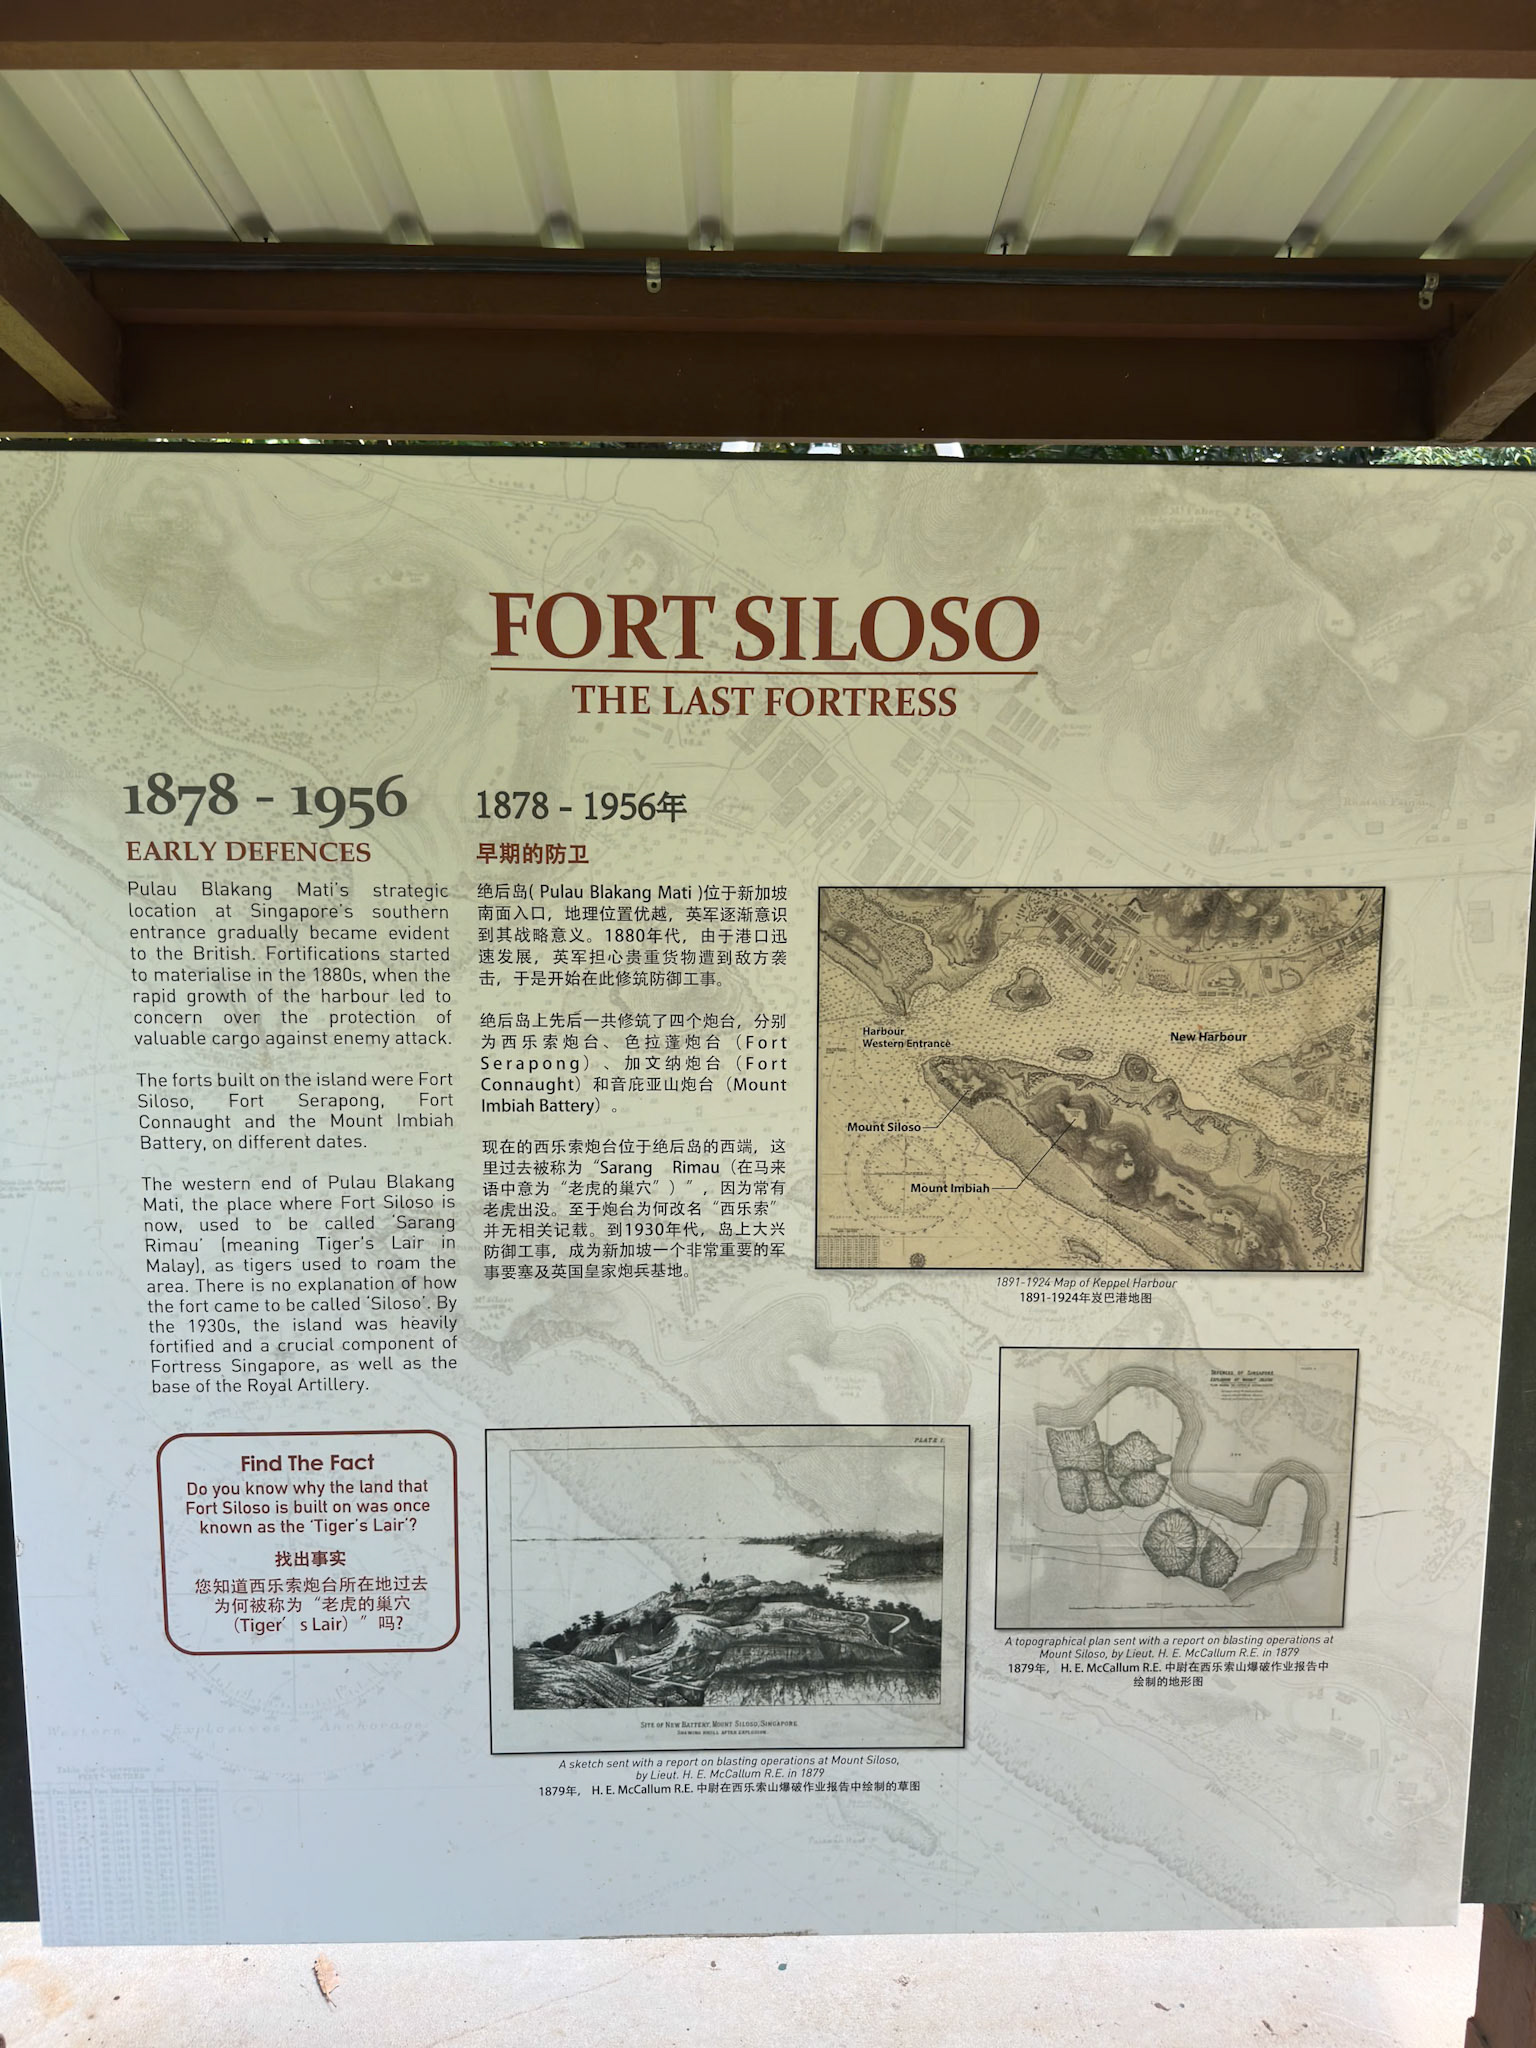 FORT SILOSO
THE LAST FORTRESS
1878 - 1956
EARLY DEFENCES
Pulau Blakang Mati's strategic
location at Singapore's southern
entrance gradually became evident
to the British. Fortifications started
to materialise in the 1880s, when the
rapid growth of the harbour led to
concern over the protection of
valuable cargo against enemy attack.
The forts built on the island were Fort
Siloso, Fort Serapong, Fort
Connaught and the Mount Imbiah
Battery, on different dates.
The western end of Pulau Blakang
Mati, the place where Fort Siloso is
now, used to be called 'Sarang
Rimau' (meaning Tiger's Lair in
Malay), as tigers used to roam the
area. There is no explanation of how
the fort came to be called 'Siloso'. By
the 1930s, the island was heavily
fortified and a crucial component of
Fortress Singapore, as well as the
base of the Royal Artillery.
Find The Fact
Do you know why the land that
Fort Siloso is built on was once
known as the 'Tiger's Lair'?
找出事实
您知道西乐索炮台所在地过去
为何被称为“老虎的巢穴
（Tiger's Lair）”吗?
1878 - 1956年
早期的防卫
绝后岛( Pulau Blakang Mati )位于新加坡
南面入口，地理位置优越，英军逐渐意识
到其战略意义。1880年代，由于港口迅
速发展，英军担心贵重货物遭到敌方袭
击，于是开始在此修筑防御工事。
绝后岛上先后一共修筑了四个炮台，分别
为西乐索炮台、色拉蓬炮台（Fort
Serapong）、加文纳炮台（Fort
Connaught）和音庇亚山炮台（Mount
Imbiah Battery）。
现在的西乐索炮台位于绝后岛的西端，这
里过去被称为“Sarang Rimau（在马来
语中意为“老虎的巢穴”）”，因为常有
老虎出没。至于炮台为何改名“西乐索”
并无相关记载。到1930年代，岛上大兴
防御工事，成为新加坡一个非常重要的军
事要塞及英国皇家炮兵基地。
Harbour
Western Entrance
New Harbour
Mount Siloso
Mount Imbiah
1891-1924 Map of Keppel Harbour
1891-1924年岌巴港地图
PLATE 1.
SITE OF NEW BATTERY, MOUNT SILOSO, SINGAPORE.
A sketch sent with a report on blasting operations at Mount Siloso,
by Lieut. H. E. McCallum R.E. in 1879
1879年， H. E. McCallum R.E. 中尉在西乐索山爆破作业报告中绘制的草图
DEFENCES OF SINGAPORE
A topographical plan sent with a report on blasting operations at
Mount Siloso, by Lieut. H. E. McCallum R.E. in 1879
1879年， H. E. McCallum R.E. 中尉在西乐索山爆破作业报告中
绘制的地形图
Western Explosives Anchorage